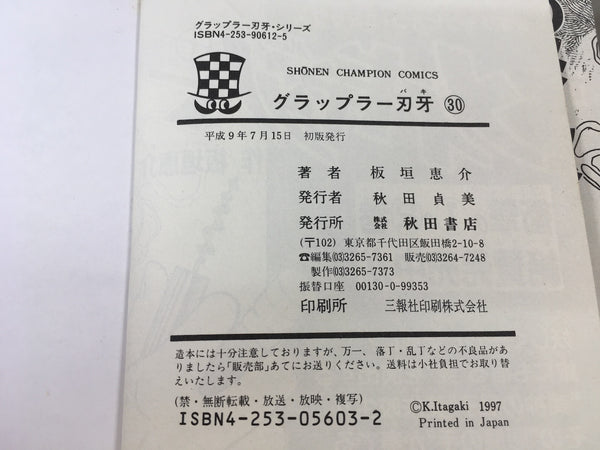 グラップラー刃牙・シリーズ
ISBN4-253-90612-5
SHŌNEN CHAMPION COMICS
グラップラー刃牙 ㉚
バキ
平成9年7月15日 初版発行
著者 板垣恵介
発行者 秋田貞美
発行所 株式会社 秋田書店
(〒102) 東京都千代田区飯田橋2-10-8
☎編集(03)3265-7361 販売(03)3264-7248
製作(03)3265-7373
振替口座 00130-0-99353
印刷所 三報社印刷株式会社
造本には十分注意しておりますが、万一、落丁・乱丁などの不良品があ
りましたら「販売部」あてにお送りください。送料は小社負担でお取り替
えいたします。
(禁・無断転載・放送・放映・複写)
ISBN4-253-05603-2
©K.Itagaki 1997
Printed in Japan